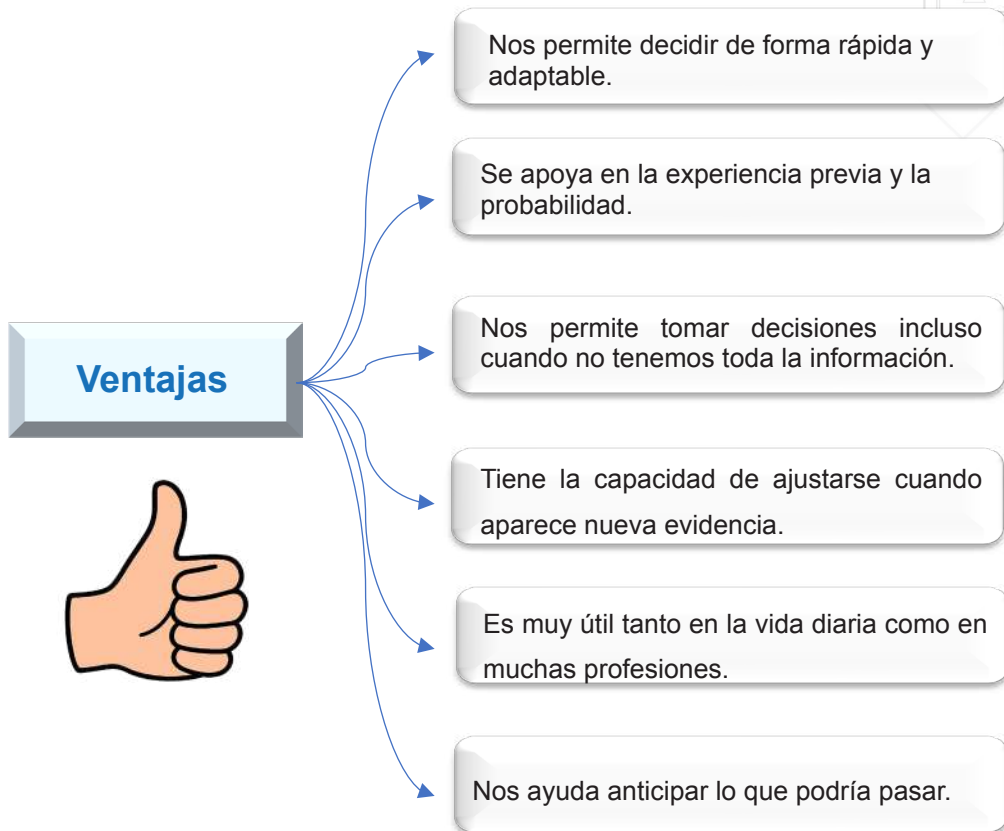 Nos permite decidir de forma rápida y
adaptable.
Se apoya en la experiencia previa y la
probabilidad.
Nos permite tomar decisiones incluso
cuando no tenemos toda la información.
Ventajas
Tiene la capacidad de ajustarse cuando
aparece nueva evidencia.
Es muy útil tanto en la vida diaria como en
muchas profesiones.
Nos ayuda anticipar lo que podría pasar.